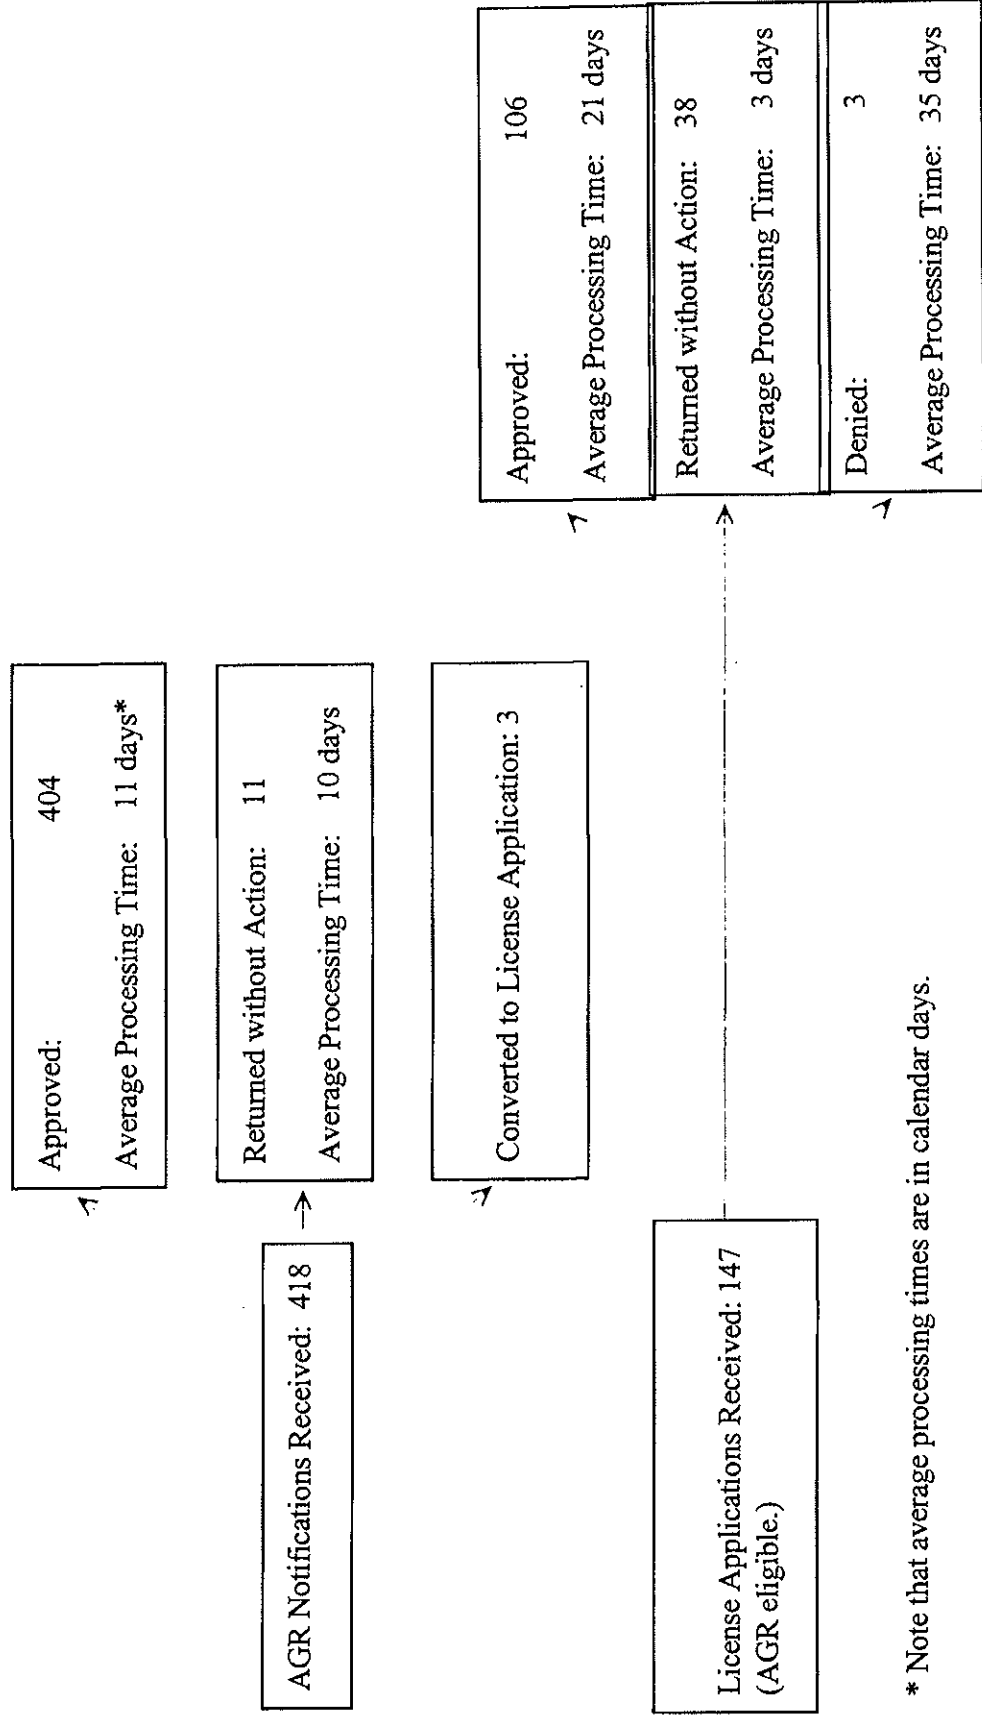 Approved: 404
Average Processing Time: 11 days*
AGR Notifications Received: 418
Returned without Action: 11
Average Processing Time: 10 days
Converted to License Application: 3
Approved: 106
Average Processing Time: 21 days
License Applications Received: 147
(AGR eligible.)
Returned without Action: 38
Average Processing Time: 3 days
Denied: 3
Average Processing Time: 35 days
* Note that average processing times are in calendar days.